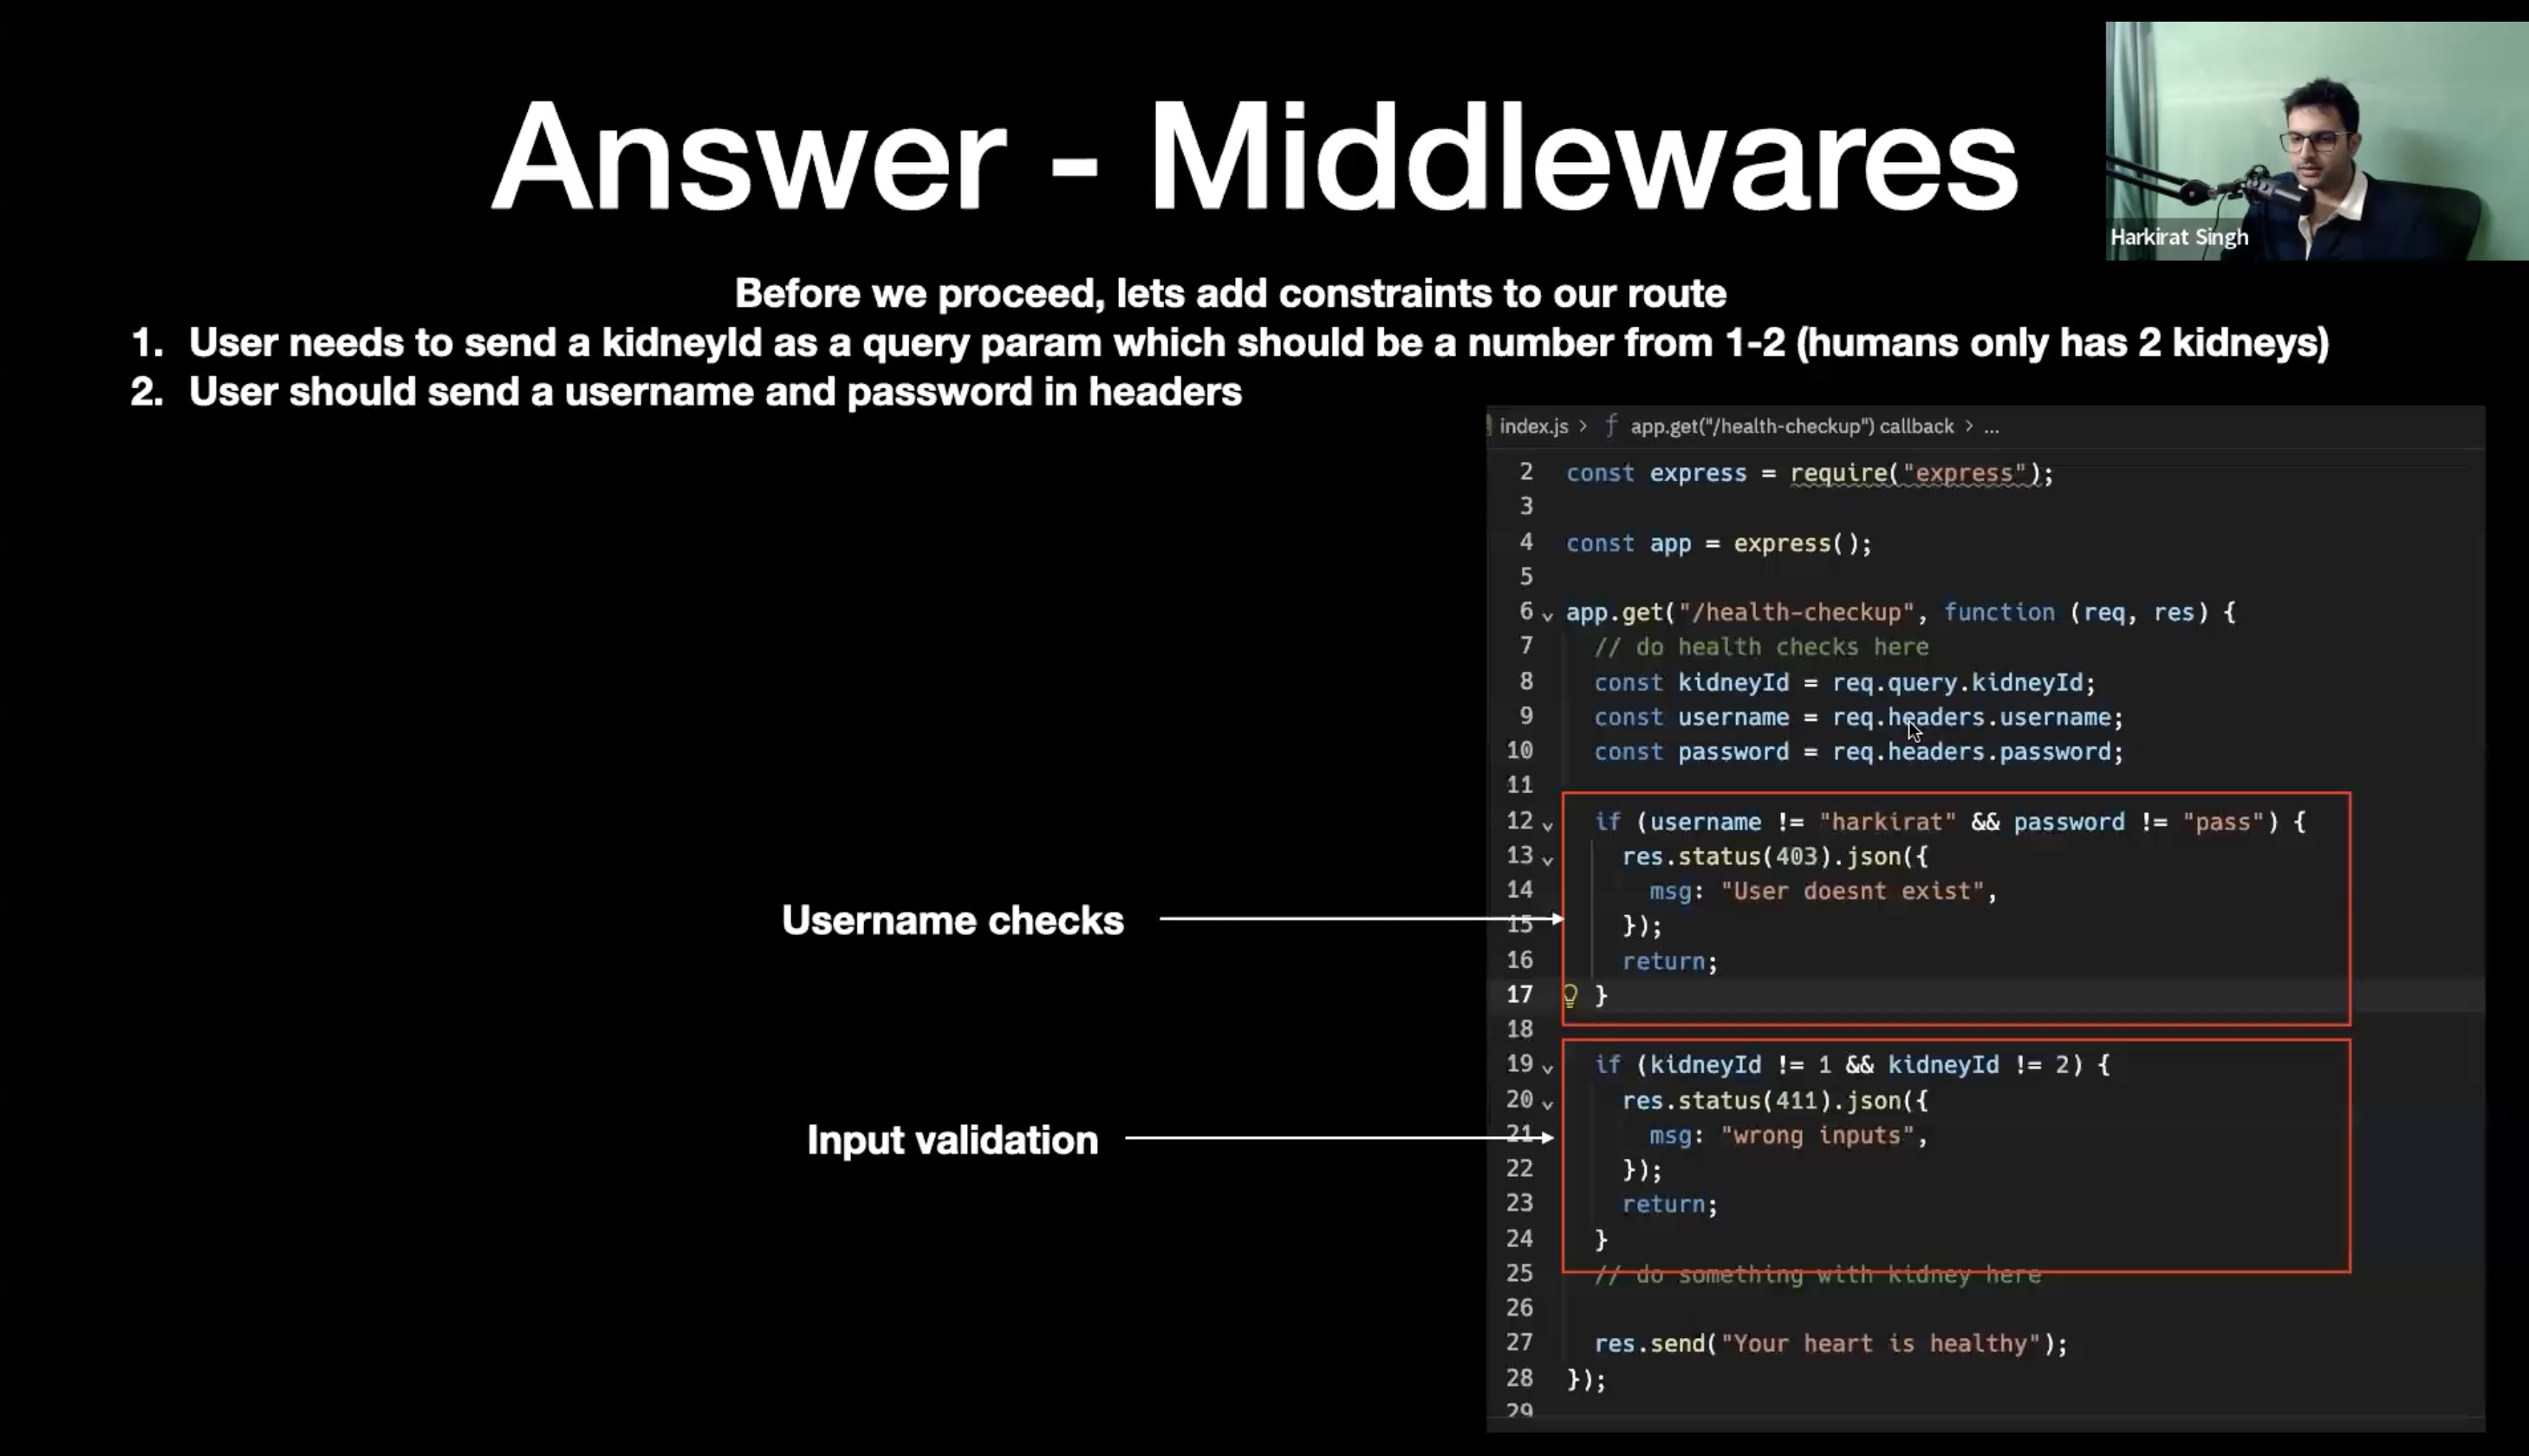 Answer - Middlewares
Harkirat Singh
Before we proceed, lets add constraints to our route
1. User needs to send a kidneyId as a query param which should be a number from 1-2 (humans only has 2 kidneys)
2. User should send a username and password in headers
index.js > ƒ app.get("/health-checkup") callback > ...
2 const express = require("express");
3
4 const app = express();
5
6 app.get("/health-checkup", function (req, res) {
7 // do health checks here
8 const kidneyId = req.query.kidneyId;
9 const username = req.headers.username;
10 const password = req.headers.password;
11
12 if (username != "harkirat" && password != "pass") {
13 res.status(403).json({
14 msg: "User doesnt exist",
Username checks
15 });
16 return;
17 }
18
19 if (kidneyId != 1 && kidneyId != 2) {
20 res.status(411).json({
Input validation
21 msg: "wrong inputs",
22 });
23 return;
24 }
25 // do something with kidney here
26
27 res.send("Your heart is healthy");
28 });
29